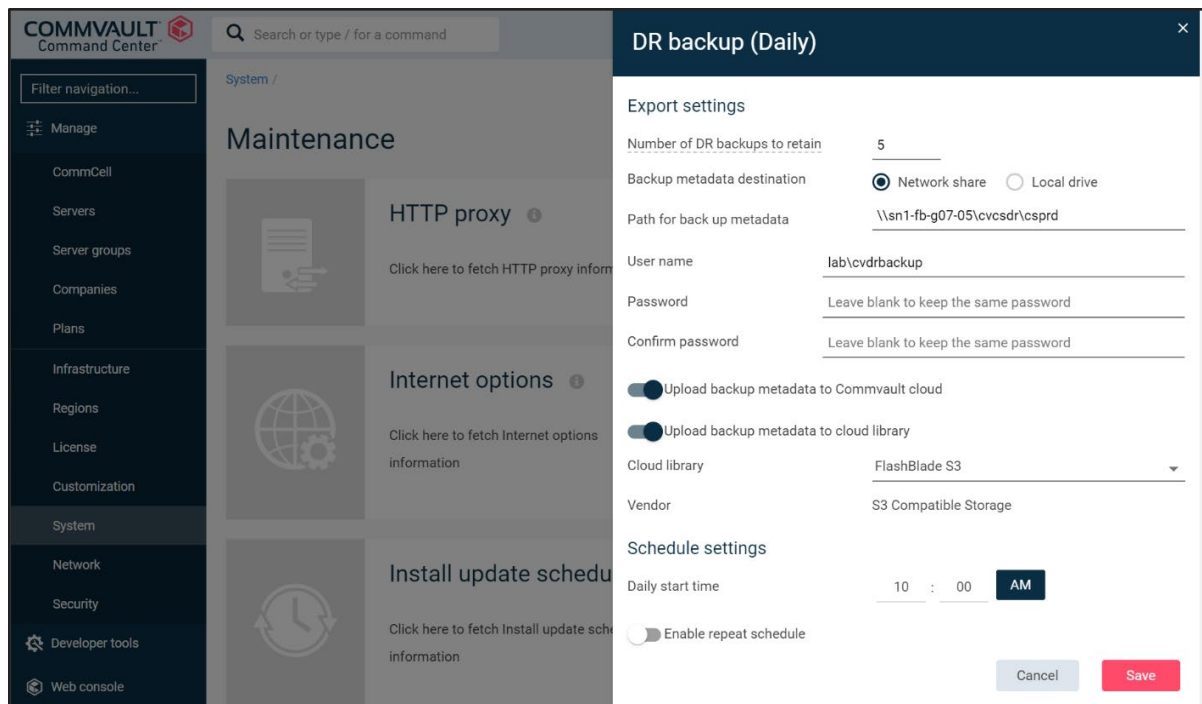 COMMVAULT
Command Center™
Search or type / for a command
Filter navigation...
Manage
CommCell
Servers
Server groups
Companies
Plans
Infrastructure
Regions
License
Customization
System
Network
Security
Developer tools
Web console
System /
Maintenance
HTTP proxy
Click here to fetch HTTP proxy inform
Internet options
Click here to fetch Internet options
information
Install update schedu
Click here to fetch Install update sche
information
DR backup (Daily)
Export settings
Number of DR backups to retain 5
Backup metadata destination Network share Local drive
Path for back up metadata \\sn1-fb-g07-05\cvcsdr\csprd
User name lab\cvdrbackup
Password Leave blank to keep the same password
Confirm password Leave blank to keep the same password
Upload backup metadata to Commvault cloud
Upload backup metadata to cloud library
Cloud library FlashBlade S3
Vendor S3 Compatible Storage
Schedule settings
Daily start time 10 : 00 AM
Enable repeat schedule
Cancel Save